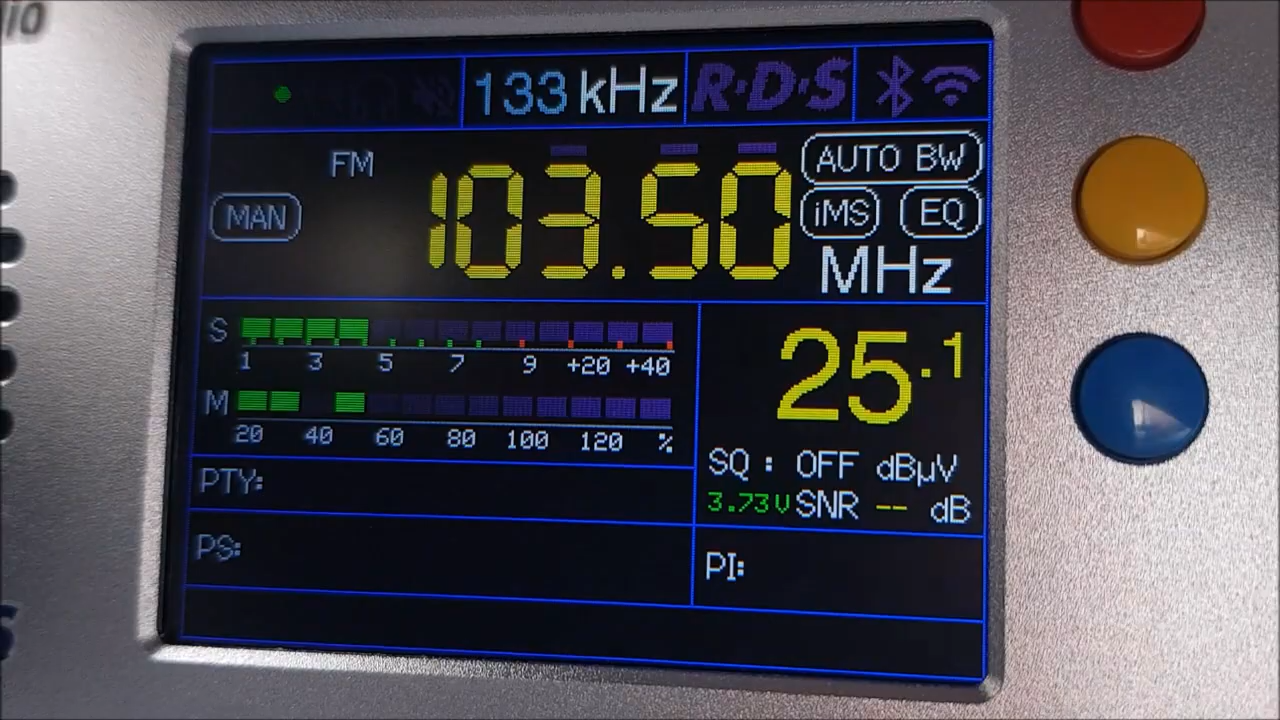 133 kHz R·D·S
FM 103.50 MHz
AUTO BW
MAN
iMS EQ
S
1 3 5 7 9 +20 +40
M
20 40 60 80 100 120 %
25.1
SQ : OFF dBµV
3.73V SNR -- dB
PTY:
PS:
PI: